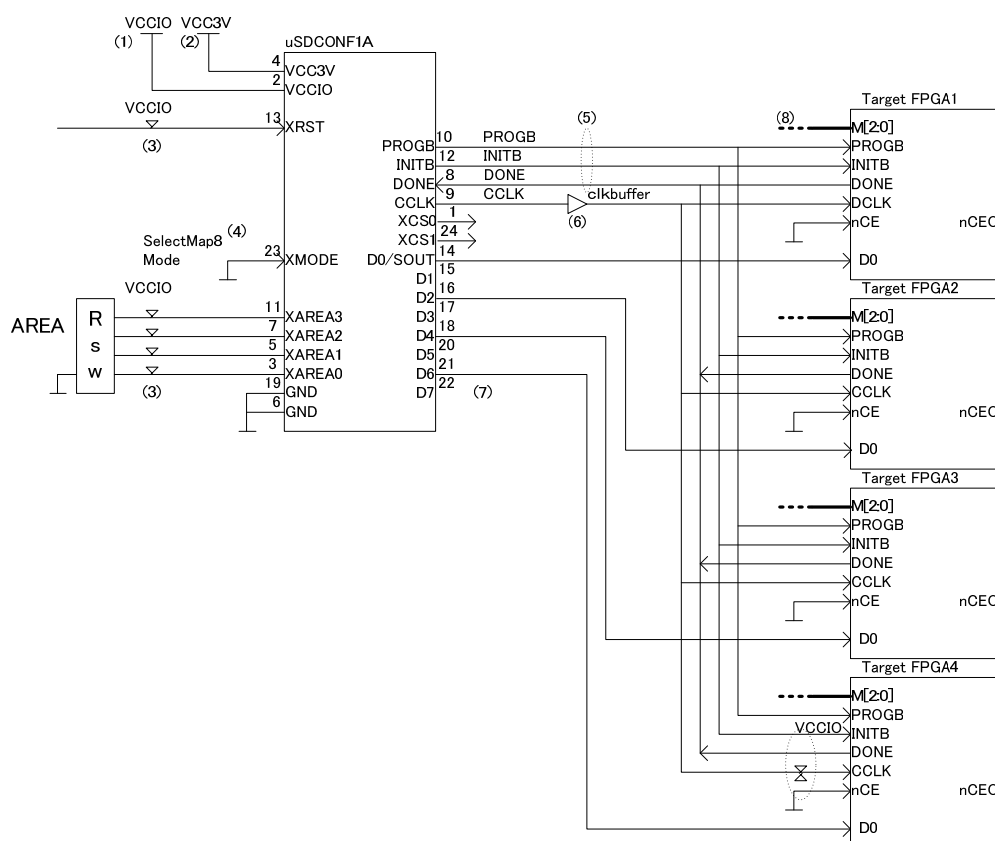 VCCIO
VCC3V
(1)
(2)
uSDCONF1A
4
VCC3V
2
VCCIO
VCCIO
13
XRST
(3)
PROGB
10
PROGB
INITB
12
INITB
DONE
8
DONE
CCLK
9
CCLK
clkbuffer
(5)
(6)
XCS0
1
XCS1
24
SelectMap8
Mode
(4)
23
XMODE
D0/SOUT
14
D1
15
D2
16
D3
17
D4
18
D5
20
D6
21
D7
22
(7)
VCCIO
AREA
R
s
w
11
XAREA3
7
XAREA2
5
XAREA1
3
XAREA0
19
GND
6
GND
(3)
(8)
Target FPGA1
M[2:0]
PROGB
INITB
DONE
DCLK
nCE
nCEO
D0
Target FPGA2
M[2:0]
PROGB
INITB
DONE
CCLK
nCE
nCEO
D0
Target FPGA3
M[2:0]
PROGB
INITB
DONE
CCLK
nCE
nCEO
D0
Target FPGA4
M[2:0]
PROGB
VCCIO
INITB
DONE
CCLK
nCE
nCEO
D0